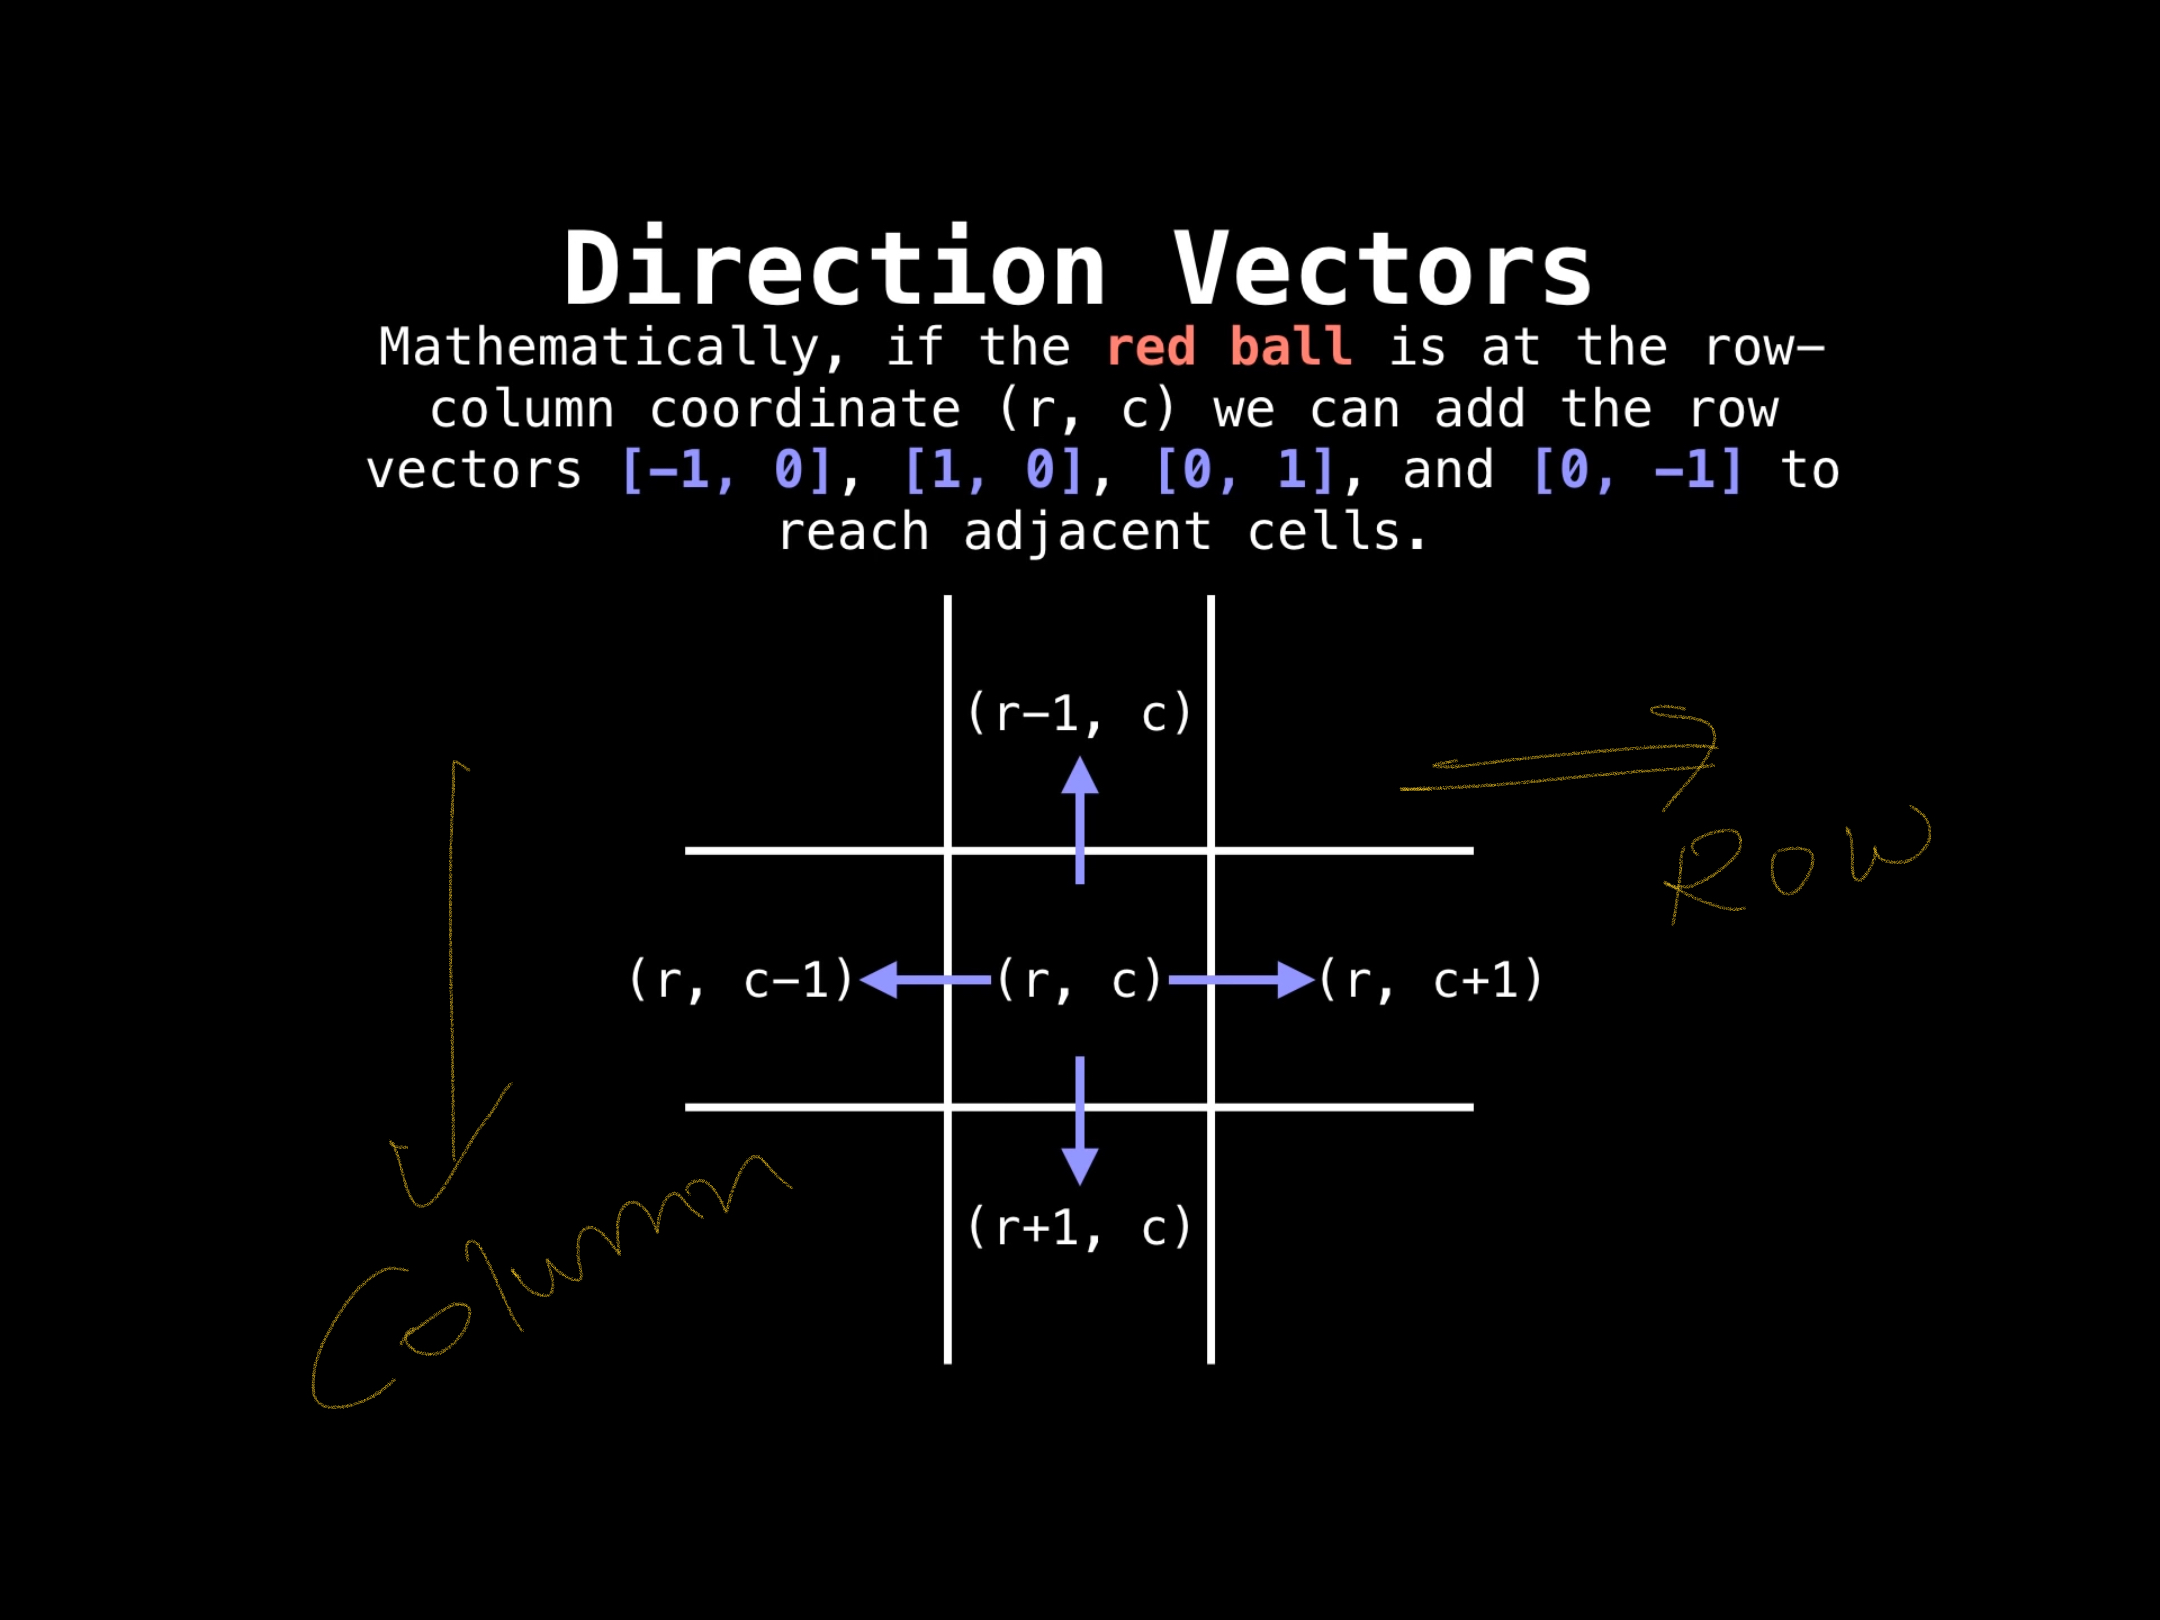 Direction Vectors
Mathematically, if the red ball is at the row-
column coordinate (r, c) we can add the row
vectors [-1, 0], [1, 0], [0, 1], and [0, -1] to
reach adjacent cells.
(r-1, c)
Row
(r, c-1) (r, c) (r, c+1)
(r+1, c)
Column